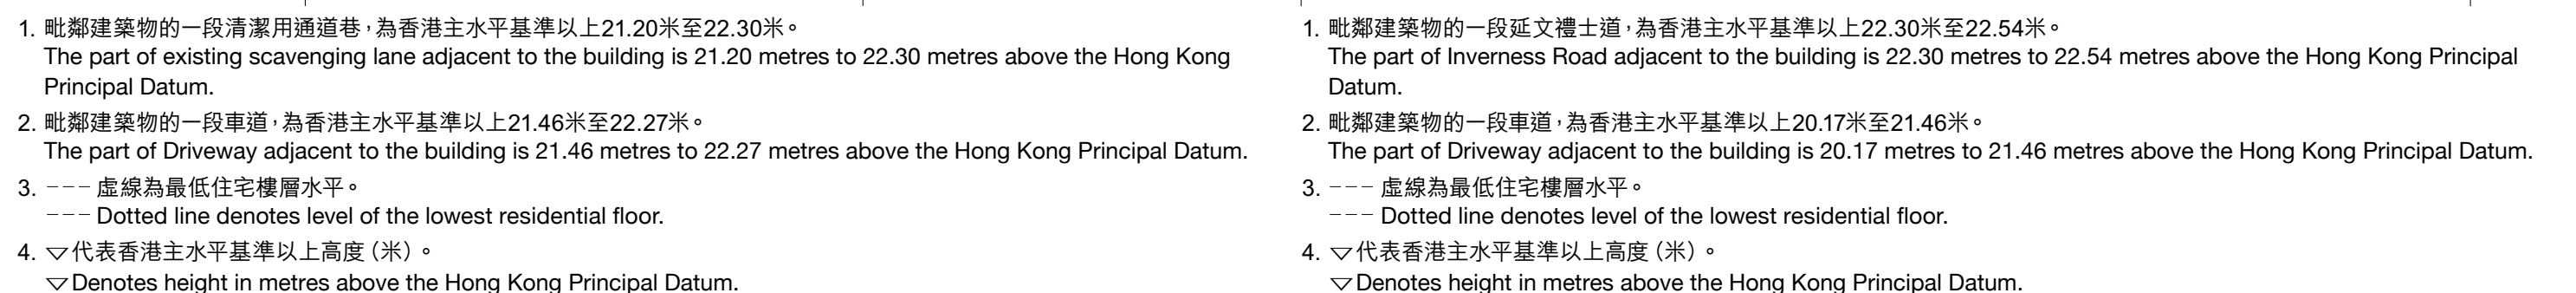 1. 毗鄰建築物的一段清潔用通道巷，為香港主水平基準以上21.20米至22.30米。
The part of existing scavenging lane adjacent to the building is 21.20 metres to 22.30 metres above the Hong Kong
Principal Datum.
2. 毗鄰建築物的一段車道，為香港主水平基準以上21.46米至22.27米。
The part of Driveway adjacent to the building is 21.46 metres to 22.27 metres above the Hong Kong Principal Datum.
3. --- 虛線為最低住宅樓層水平。
--- Dotted line denotes level of the lowest residential floor.
4. ▽代表香港主水平基準以上高度（米）。
▽Denotes height in metres above the Hong Kong Principal Datum.
1. 毗鄰建築物的一段延文禮士道，為香港主水平基準以上22.30米至22.54米。
The part of Inverness Road adjacent to the building is 22.30 metres to 22.54 metres above the Hong Kong Principal
Datum.
2. 毗鄰建築物的一段車道，為香港主水平基準以上20.17米至21.46米。
The part of Driveway adjacent to the building is 20.17 metres to 21.46 metres above the Hong Kong Principal Datum.
3. --- 虛線為最低住宅樓層水平。
--- Dotted line denotes level of the lowest residential floor.
4. ▽代表香港主水平基準以上高度（米）。
▽Denotes height in metres above the Hong Kong Principal Datum.